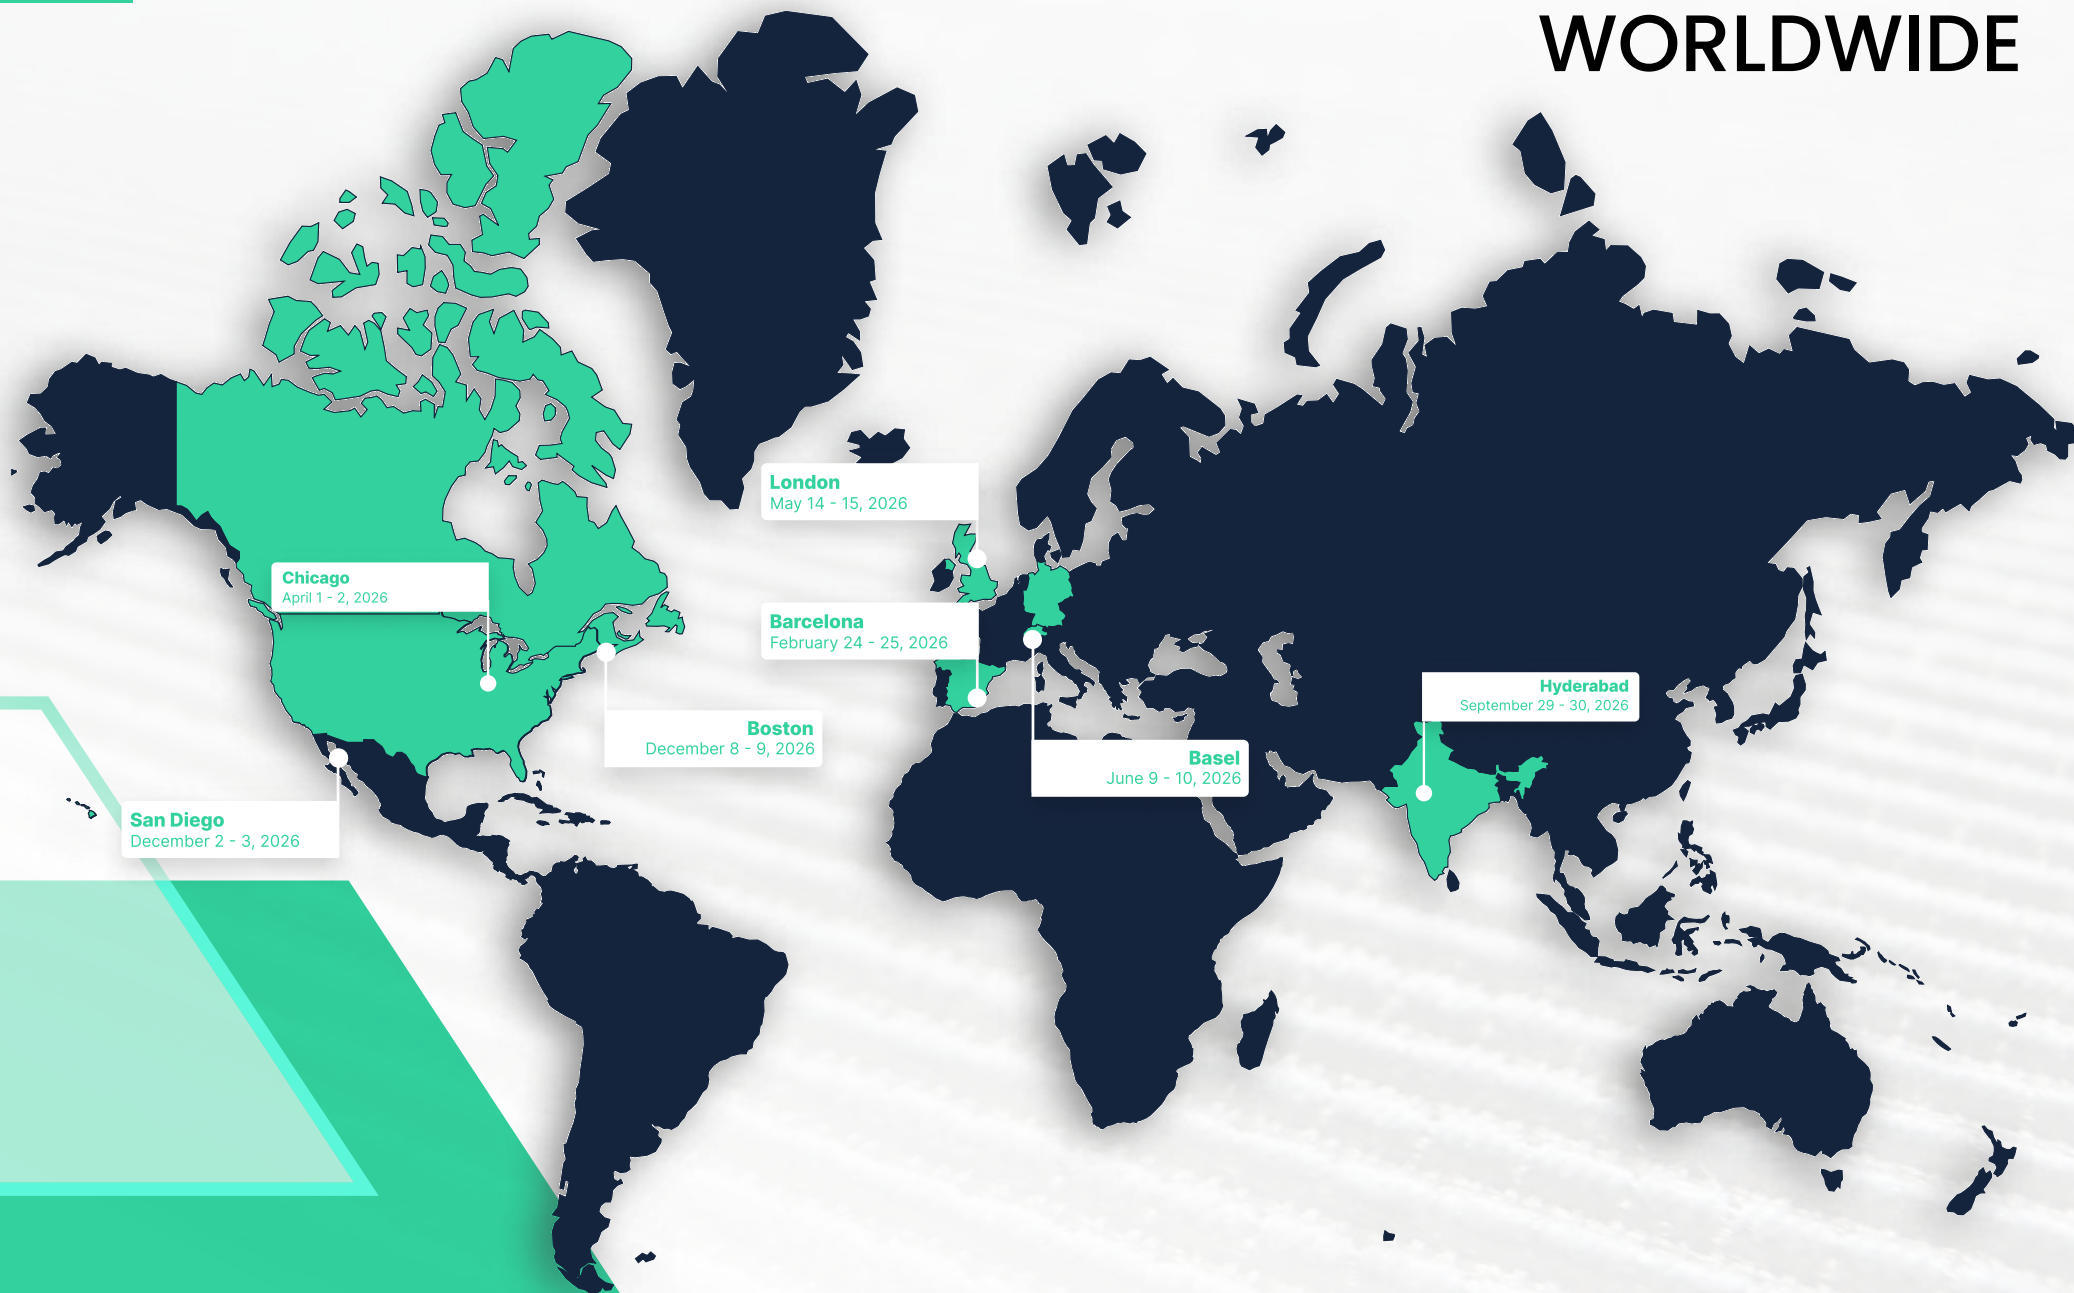 WORLDWIDE
London
May 14 - 15, 2026
Chicago
April 1 - 2, 2026
Barcelona
February 24 - 25, 2026
Hyderabad
September 29 - 30, 2026
Boston
December 8 - 9, 2026
Basel
June 9 - 10, 2026
San Diego
December 2 - 3, 2026